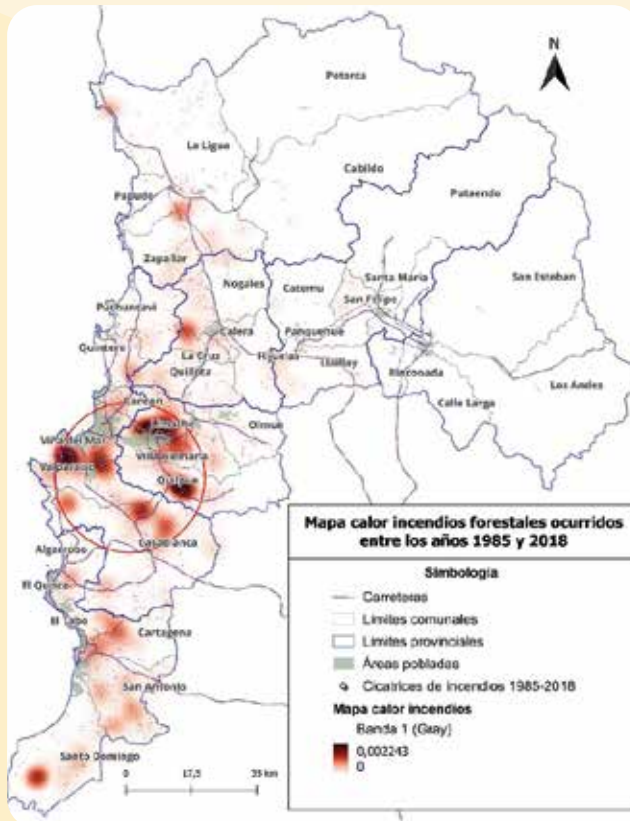 N
Petorca
La Ligua
Cabildo
Putaendo
Papudo
Zapallar
Nogales
Catemu
Santa María
San Esteban
San Felipe
Puchuncaví
Calera
Panquehue
Quintero
La Cruz
Hijuelas
Llaillay
Quillota
Rinconada
Los Andes
Calle Larga
Concón
Limache
Olmué
Viña del Mar
Villa Alemana
Valparaíso
Quilpué
Casablanca
Algarrobo
El Quisco
El Tabo
Cartagena
San Antonio
Santo Domingo
0 17,5 35 km
Mapa calor incendios forestales ocurridos
entre los años 1985 y 2018
Simbología
Carreteras
Límites comunales
Límites provinciales
Áreas pobladas
Cicatrices de incendios 1985-2018
Mapa calor incendios
Banda 1 (Gray)
0,002243
0